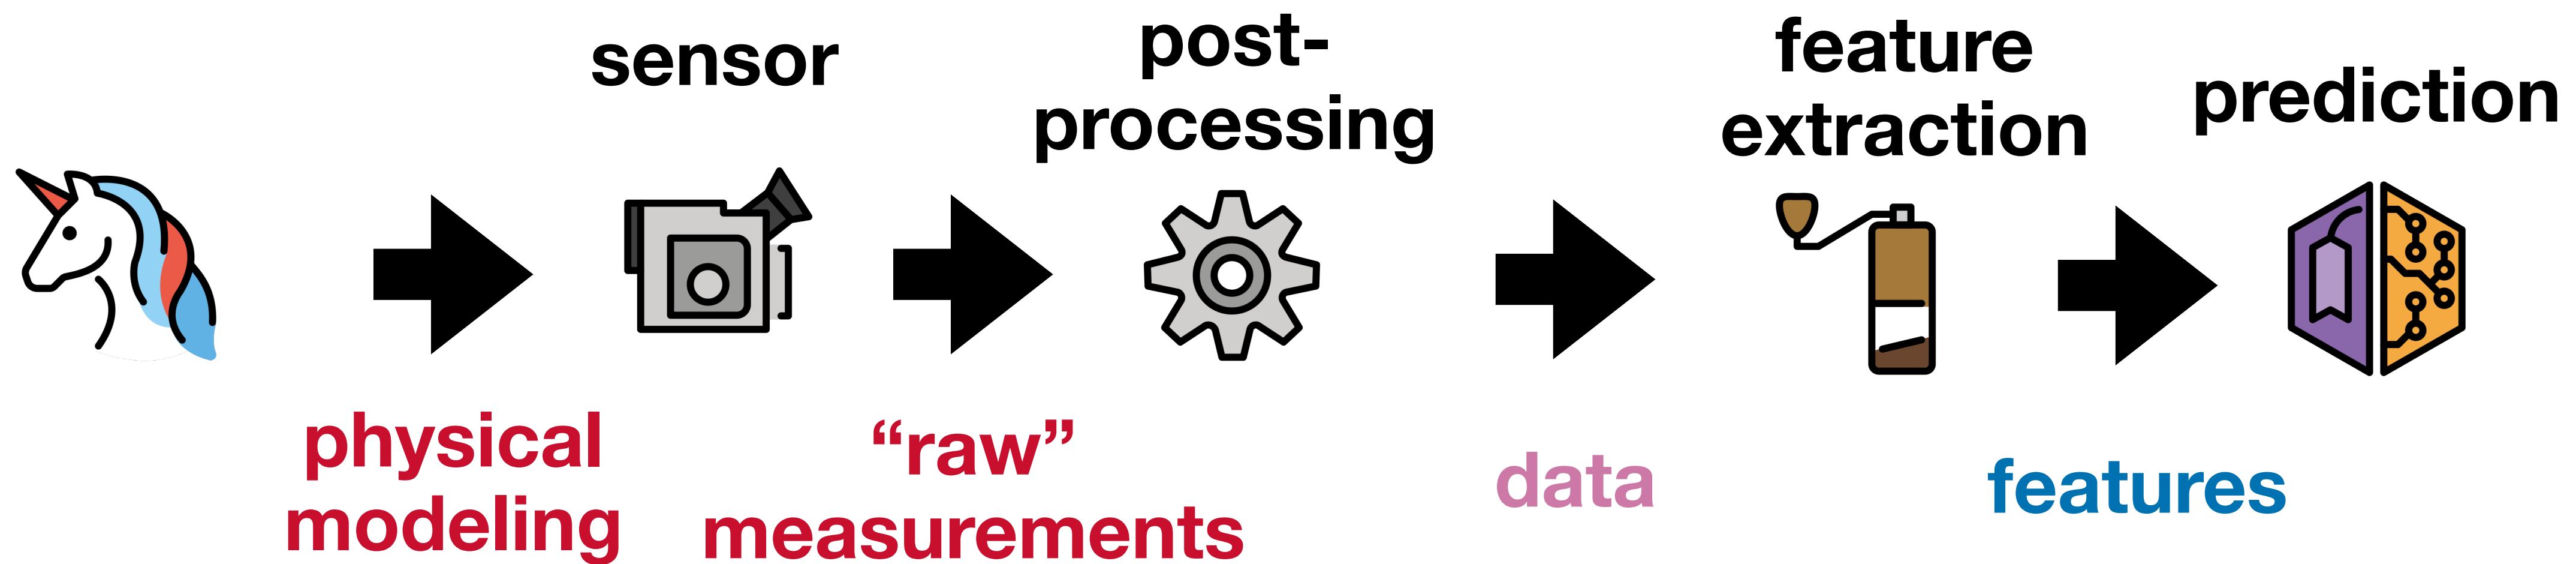 sensor
post-
processing
feature
extraction
prediction
physical
modeling
“raw”
measurements
data
features